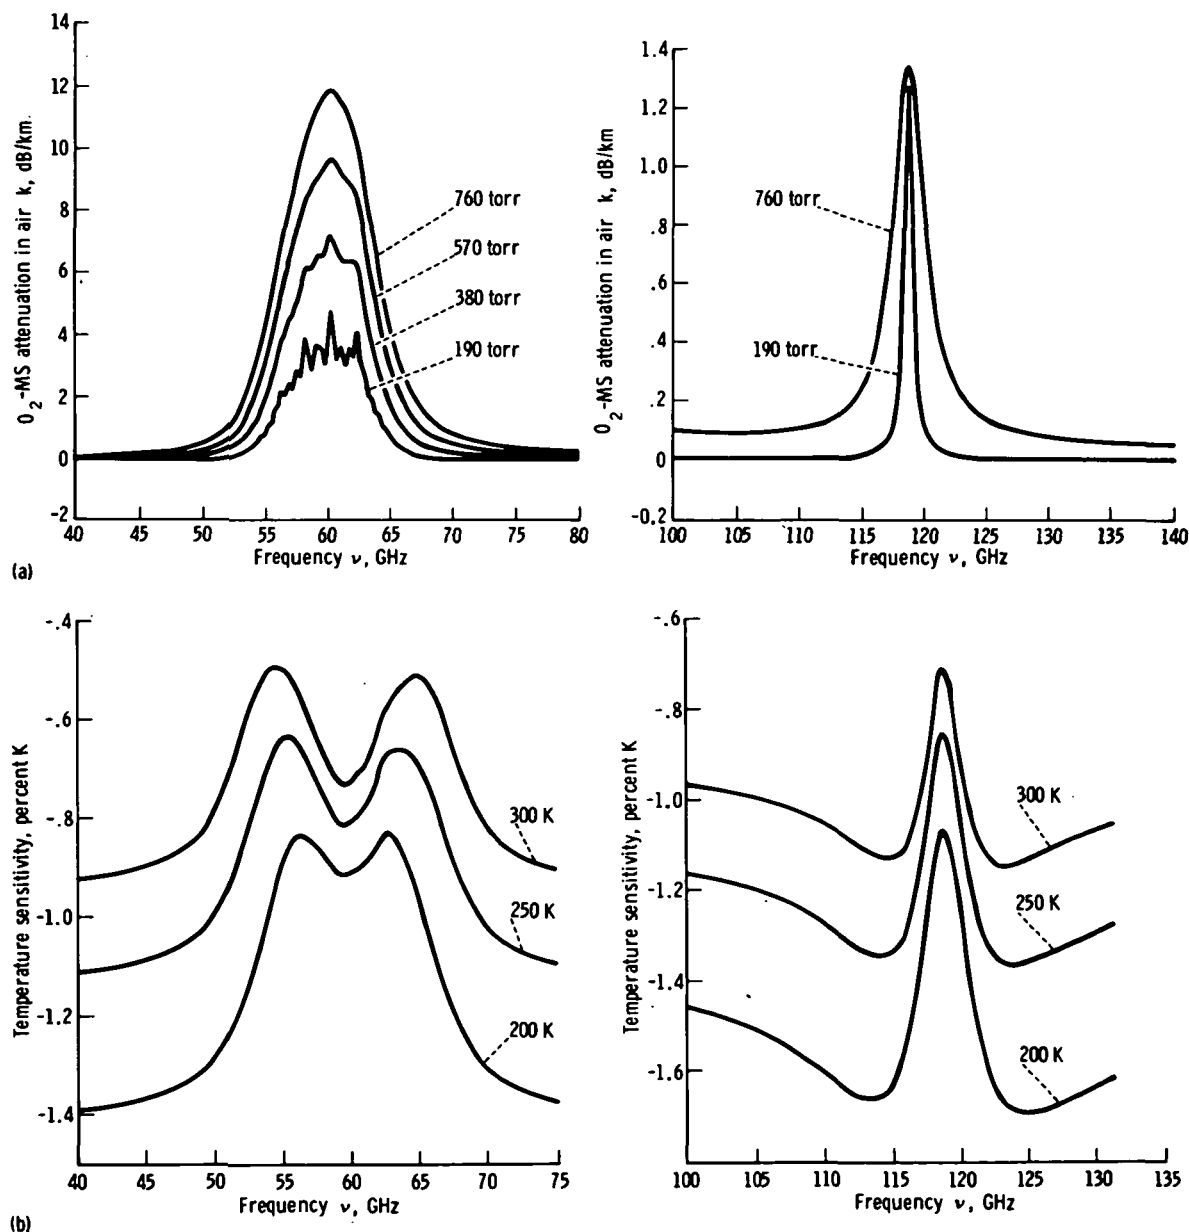 14
12
10
8
6
4
2
0
-2
O2-MS attenuation in air k, dB/km.
760 torr
570 torr
380 torr
190 torr
40 45 50 55 60 65 70 75 80
Frequency ν, GHz
1.4
1.2
1.0
.8
.6
.4
.2
0
-0.2
O2-MS attenuation in air k, dB/km
760 torr
190 torr
100 105 110 115 120 125 130 135 140
Frequency ν, GHz
(a)
-.4
-.6
-.8
-1.0
-1.2
-1.4
Temperature sensitivity, percent K
300 K
250 K
200 K
40 45 50 55 60 65 70 75
Frequency ν, GHz
-.6
-.8
-1.0
-1.2
-1.4
-1.6
Temperature sensitivity, percent K
300 K
250 K
200 K
100 105 110 115 120 125 130 135
Frequency ν, GHz
(b)